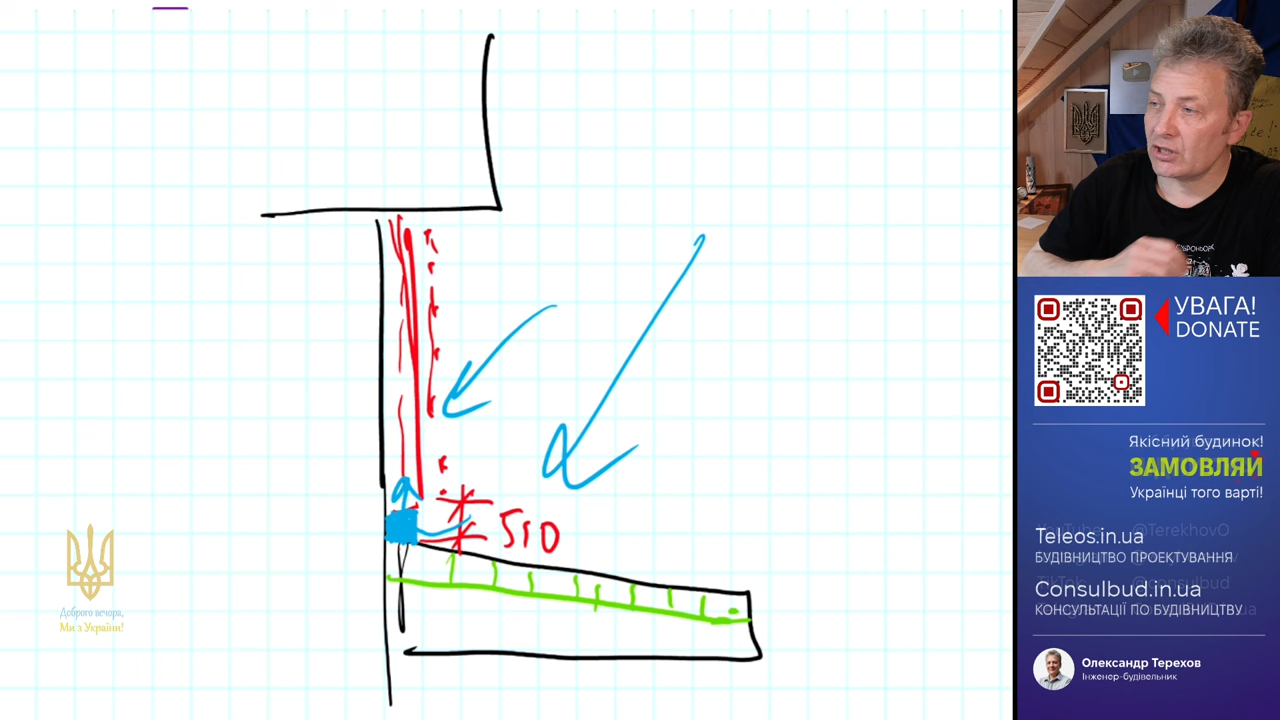 510
Доброго вечора,
Ми з України!
УВАГА!
DONATE
Якісний будинок!
ЗАМОВЛЯЙ
Українці того варті!
@TerekhovO
Teleos.in.ua
БУДІВНИЦТВО ПРОЕКТУВАННЯ
Consulbud.in.ua
КОНСУЛЬТАЦІЇ ПО БУДІВНИЦТВУ
Олександр Терехов
Інженер-будівельник